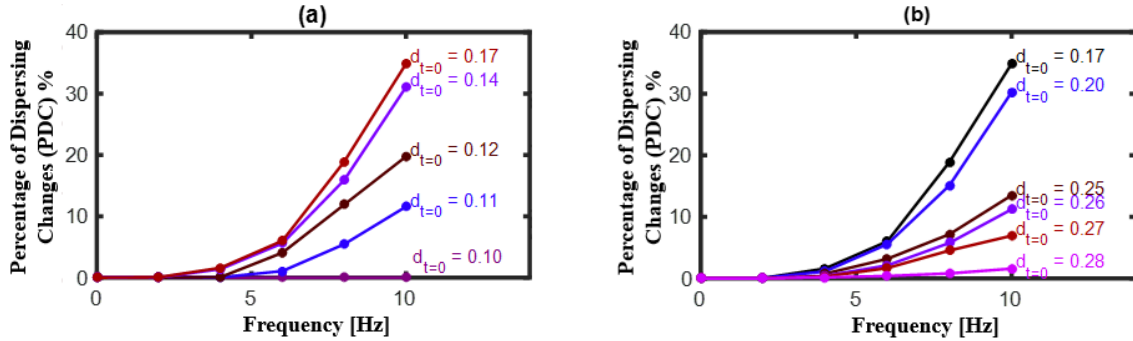 (a)
Percentage of Dispersing
Changes (PDC) %
40
30
20
10
0
0
5
10
Frequency [Hz]
d t=0 = 0.17
d t=0 = 0.14
d t=0 = 0.12
d t=0 = 0.11
d t=0 = 0.10
(b)
Percentage of Dispersing
Changes (PDC) %
40
30
20
10
0
0
5
10
Frequency [Hz]
d t=0 = 0.17
d t=0 = 0.20
d t=0 = 0.25
d t=0 = 0.26
d t=0 = 0.27
d t=0 = 0.28